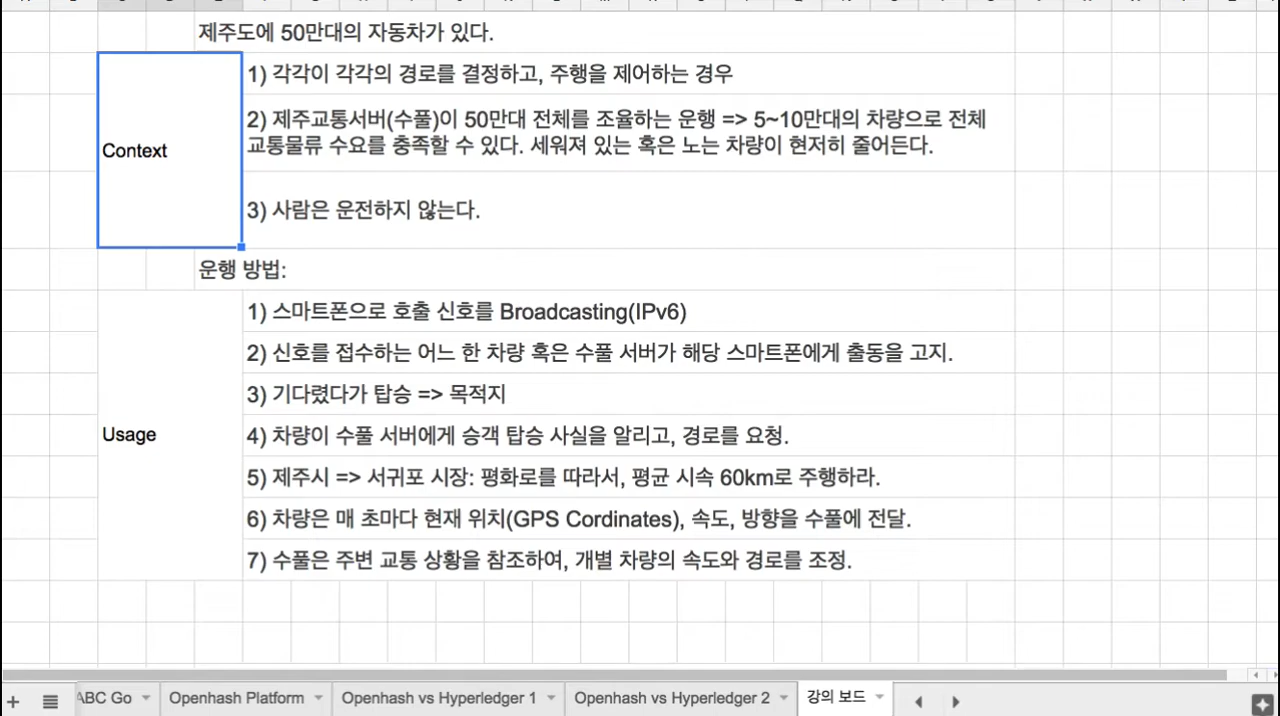 제주도에 50만대의 자동차가 있다.
Context
1) 각각이 각각의 경로를 결정하고, 주행을 제어하는 경우
2) 제주교통서버(수풀)이 50만대 전체를 조율하는 운행 => 5~10만대의 차량으로 전체
교통물류 수요를 충족할 수 있다. 세워져 있는 혹은 노는 차량이 현저히 줄어든다.
3) 사람은 운전하지 않는다.
운행 방법:
Usage
1) 스마트폰으로 호출 신호를 Broadcasting(IPv6)
2) 신호를 접수하는 어느 한 차량 혹은 수풀 서버가 해당 스마트폰에게 출동을 고지.
3) 기다렸다가 탑승 => 목적지
4) 차량이 수풀 서버에게 승객 탑승 사실을 알리고, 경로를 요청.
5) 제주시 => 서귀포 시장: 평화로를 따라서, 평균 시속 60km로 주행하라.
6) 차량은 매 초마다 현재 위치(GPS Cordinates), 속도, 방향을 수풀에 전달.
7) 수풀은 주변 교통 상황을 참조하여, 개별 차량의 속도와 경로를 조정.
ABC Go Openhash Platform Openhash vs Hyperledger 1 Openhash vs Hyperledger 2 강의 보드